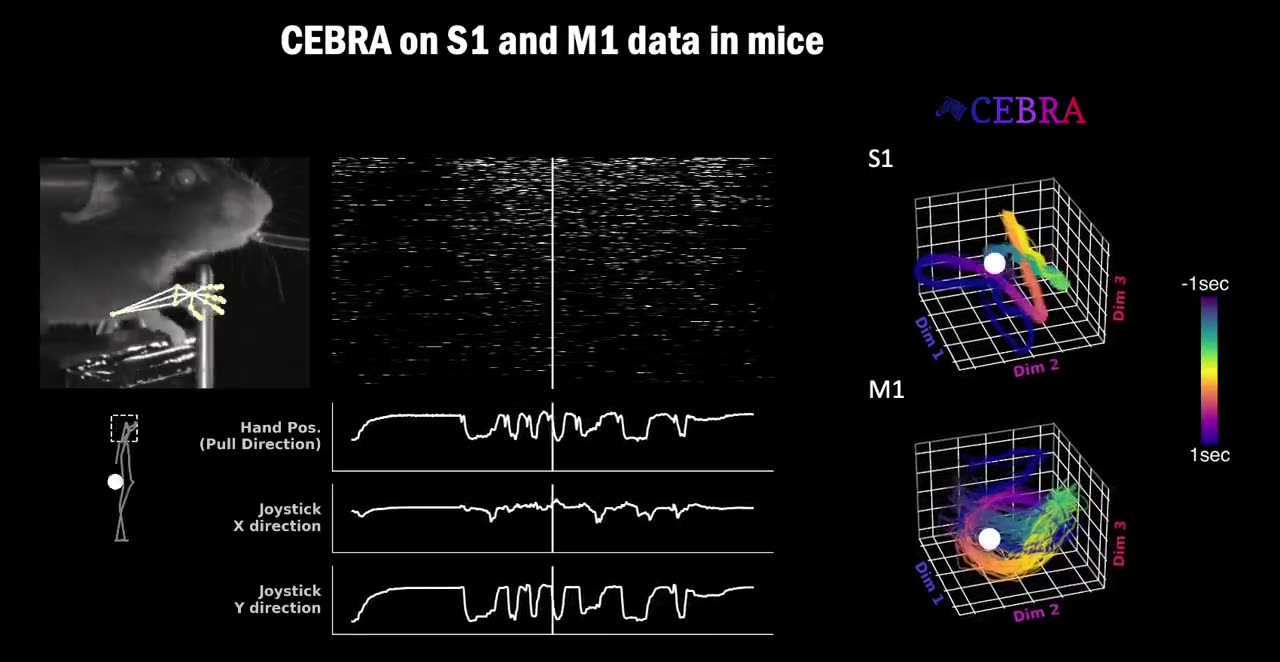 CEBRA on S1 and M1 data in mice
CEBRA
S1
Dim 1
Dim 2
Dim 3
-1sec
1sec
M1
Dim 1
Dim 2
Dim 3
Hand Pos.
(Pull Direction)
Joystick
X direction
Joystick
Y direction